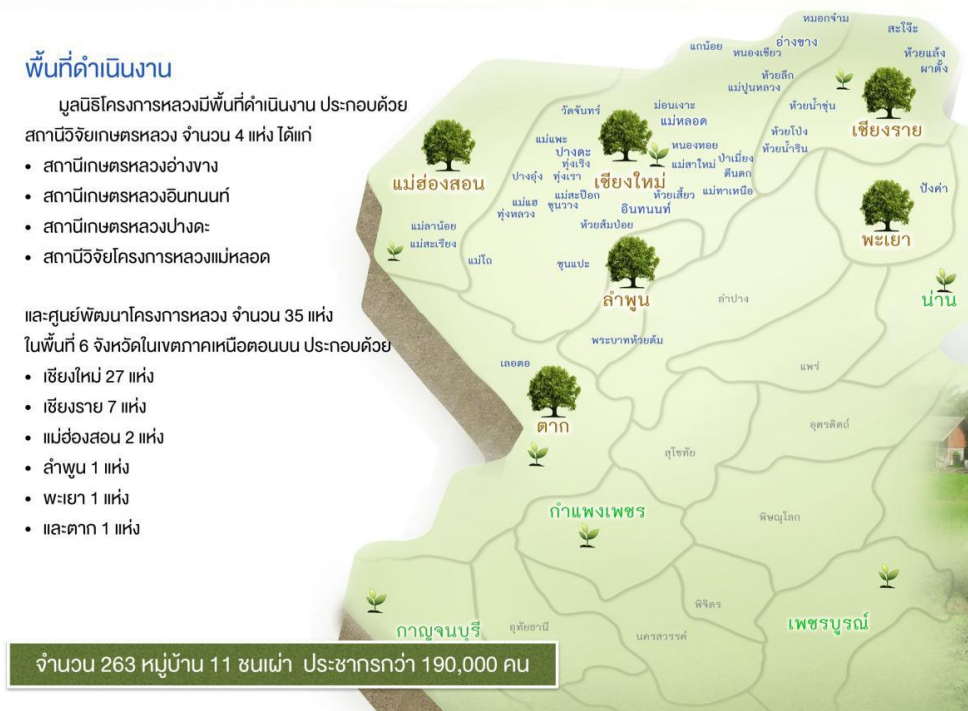 พื้นที่ดำเนินงาน
มูลนิธิโครงการหลวงมีพื้นที่ดำเนินงาน ประกอบด้วย
สถานีวิจัยเกษตรหลวง จำนวน 4 แห่ง ได้แก่
• สถานีเกษตรหลวงอ่างขาง
• สถานีเกษตรหลวงอินทนนท์
• สถานีเกษตรหลวงปางดะ
• สถานีวิจัยโครงการหลวงแม่หลอด
และศูนย์พัฒนาโครงการหลวง จำนวน 35 แห่ง
ในพื้นที่ 6 จังหวัดในเขตภาคเหนือตอนบน ประกอบด้วย
• เชียงใหม่ 27 แห่ง
• เชียงราย 7 แห่ง
• แม่ฮ่องสอน 2 แห่ง
• ลำพูน 1 แห่ง
• พะเยา 1 แห่ง
• และตาก 1 แห่ง
หมอกจ๋าม
สะโง๊ะ
แกน้อย
หนองเขียว
อ่างขาง
ห้วยแล้ง
ผาตั้ง
ห้วยลึก
แม่ปูนหลวง
วัดจันทร์
ม่อนเงาะ
แม่หลอด
ห้วยน้ำขุ่น
เชียงราย
แม่แพะ
ปางดะ
ทุ่งเริง
ทุ่งเรา
หนองหอย
แม่สาใหม่
ป่าเมี่ยง
ตีนตก
ห้วยโป่ง
ห้วยน้ำริน
แม่ฮ่องสอน
ปางอุ๋ง
เชียงใหม่
แม่แฮ
ทุ่งหลวง
แม่สะป๊อก
ขุนวาง
ห้วยเสี้ยว
แม่ทาเหนือ
อินทนนท์
ห้วยส้มป่อย
ปังค่า
พะเยา
แม่ลาน้อย
แม่สะเรียง
แม่โถ
ขุนแปะ
ลำพูน
ลำปาง
น่าน
พระบาทห้วยต้ม
เลอตอ
ตาก
แพร่
อุตรดิตถ์
สุโขทัย
กำแพงเพชร
พิษณุโลก
กาญจนบุรี
อุทัยธานี
พิจิตร
นครสวรรค์
เพชรบูรณ์
จำนวน 263 หมู่บ้าน 11 ชนเผ่า ประชากรกว่า 190,000 คน